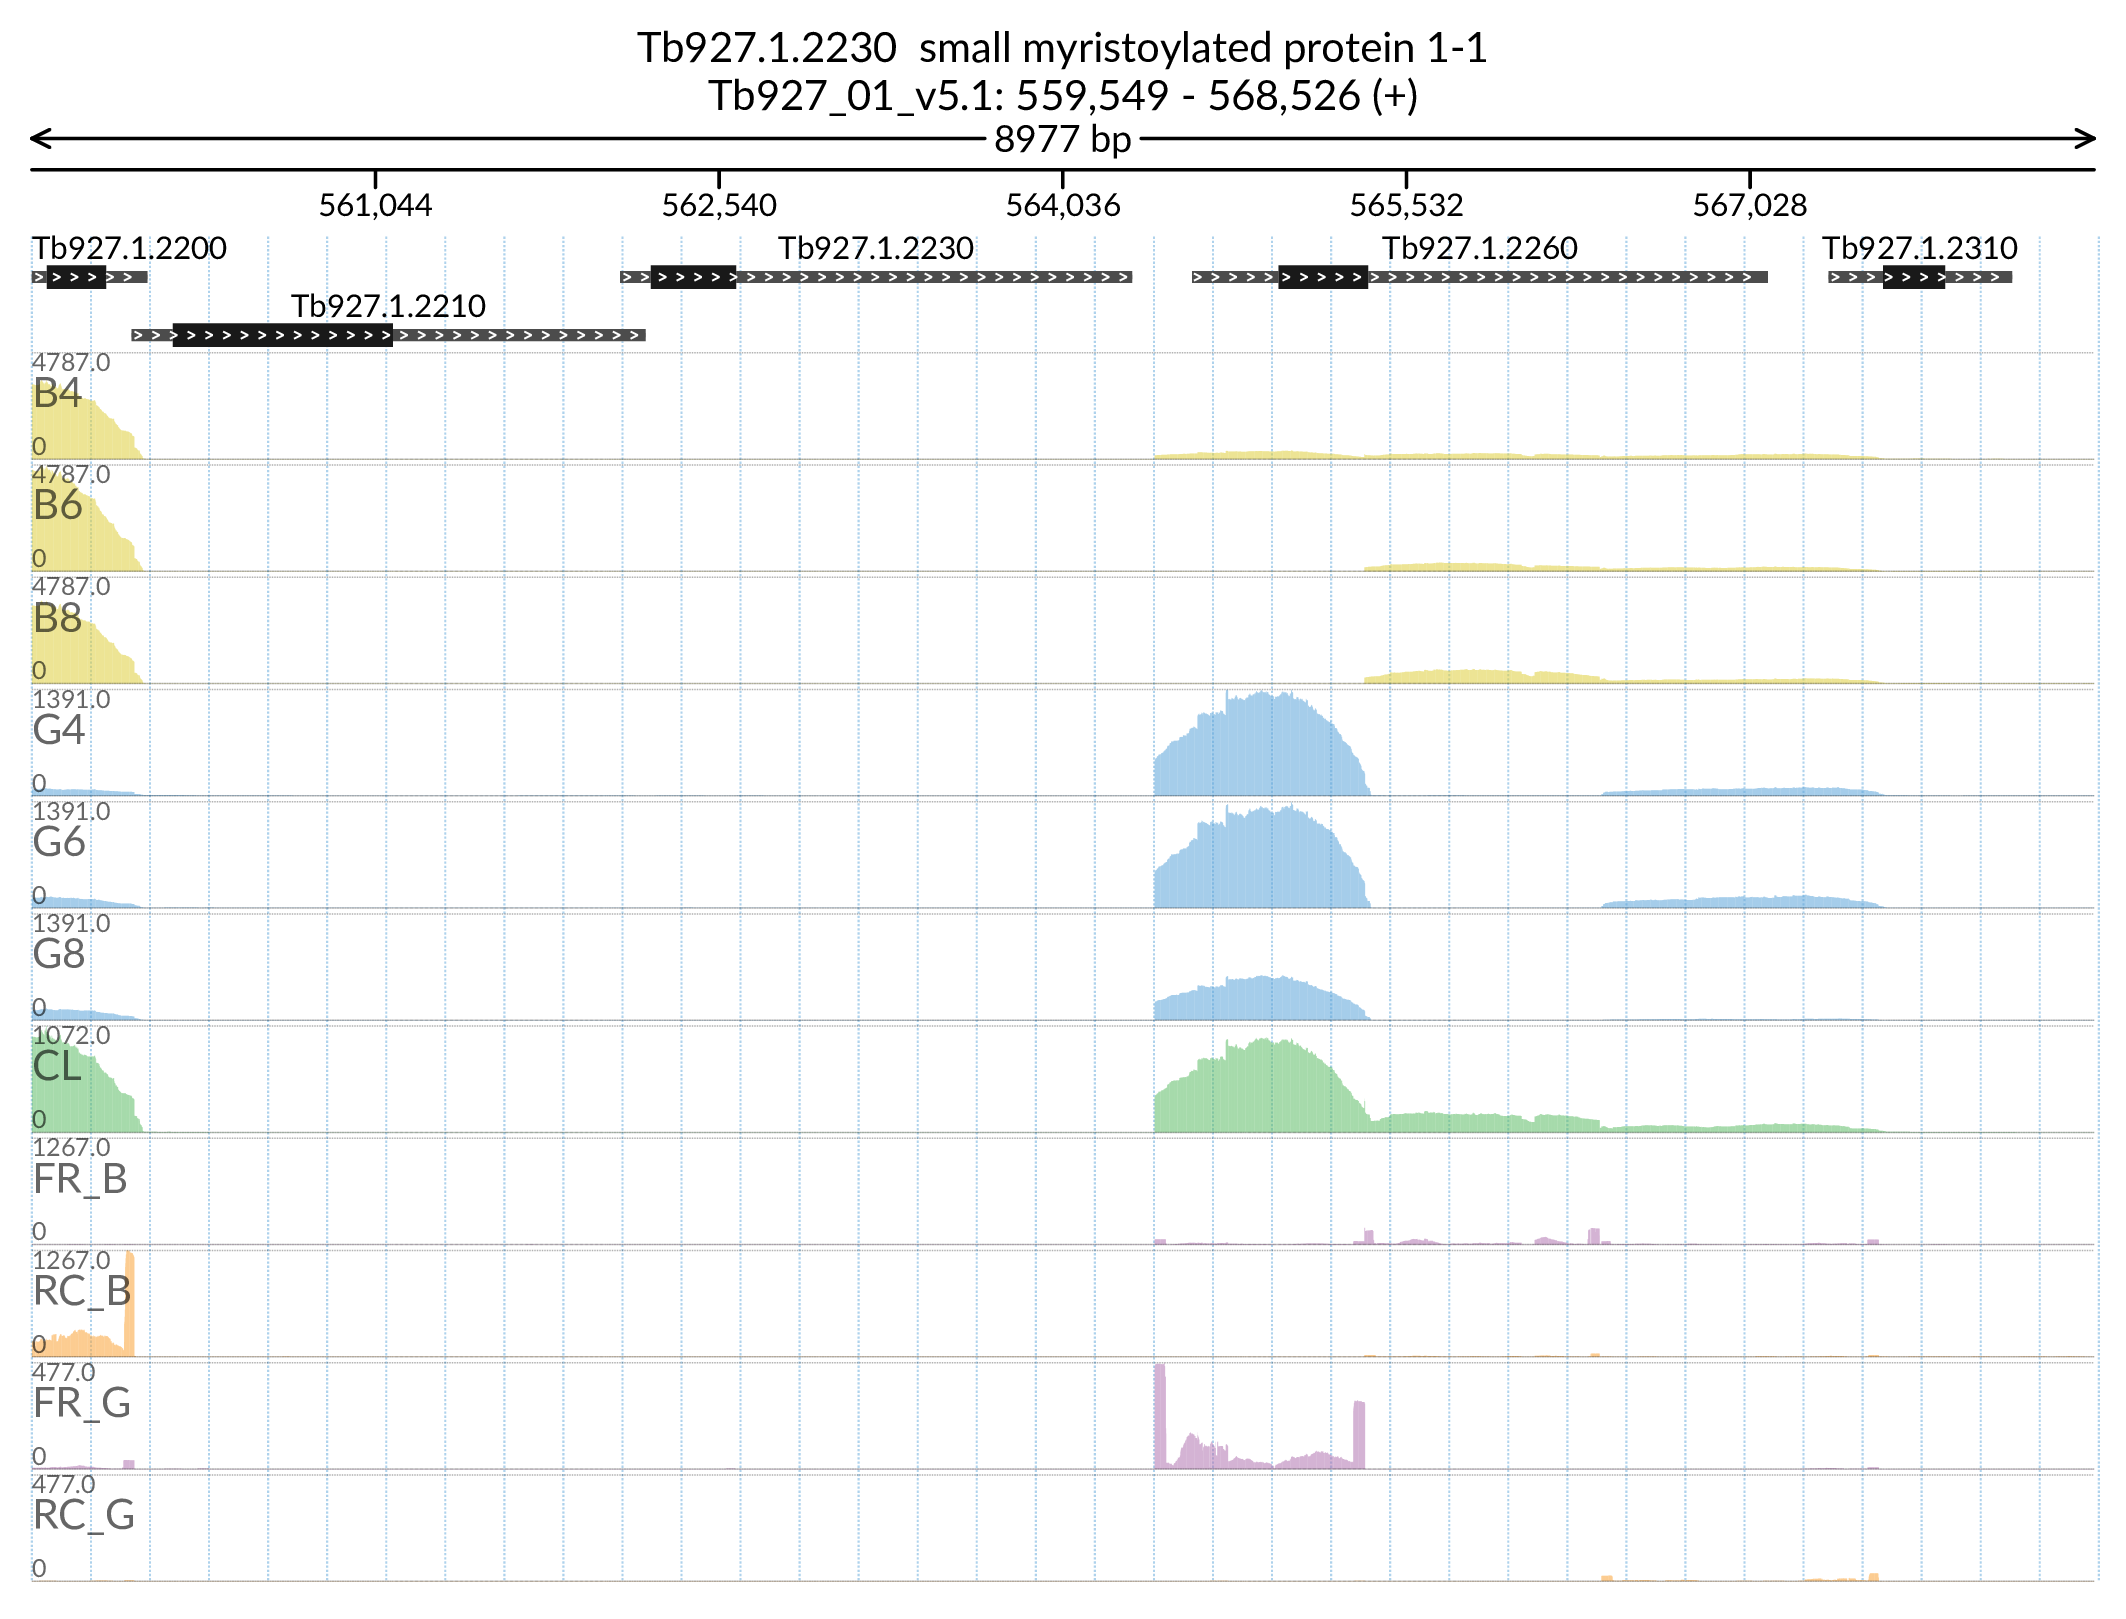 Tb927.1.2230  small myristoylated protein 1-1
Tb927_01_v5.1: 559,549 - 568,526 (+)
8977 bp
561,044 562,540 564,036 565,532 567,028
Tb927.1.2200 Tb927.1.2230 Tb927.1.2260 Tb927.1.2310
Tb927.1.2210
4787.0
B4
0
4787.0
B6
0
4787.0
B8
0
1391.0
G4
0
1391.0
G6
0
1391.0
G8
0
1072.0
CL
0
1267.0
FR_B
0
1267.0
RC_B
0
477.0
FR_G
0
477.0
RC_G
0